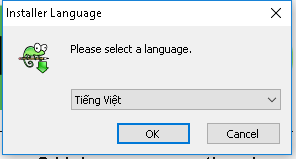 Installer Language
Please select a language.
Tiếng Việt
OK
Cancel